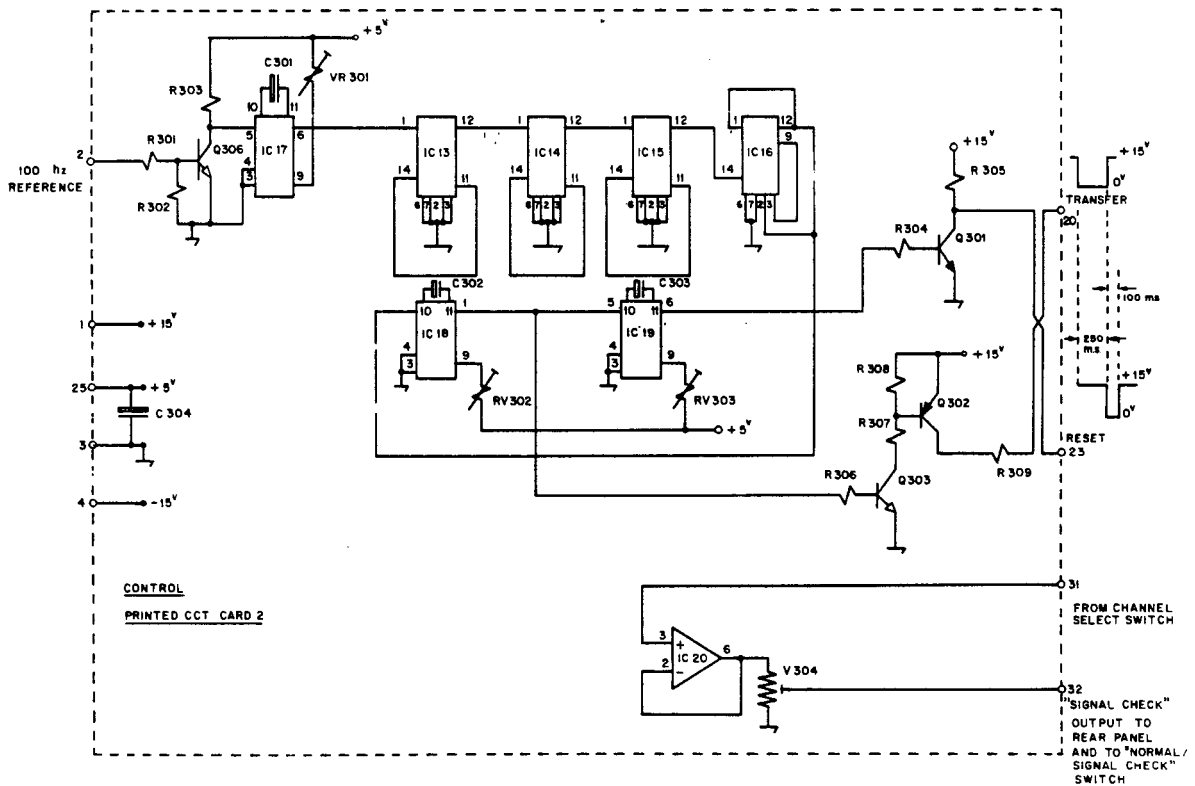 +5V
C301
VR301
R303
10 11
5 6
IC17
4
3 9
R301
Q306
2
100 hz
REFERENCE
R302
1 12
IC13
14 11
6 7 2 3
1 12
IC14
14 11
6 7 2 3
1 12
IC15
14 11
6 7 2 3
1 12
9
IC16
14
6 7 2 3
+15V
R305
R304
Q301
+15V
0V
TRANSFER
20
100 ms
250
m.s.
+15V
0V
RESET
23
C302
10 11 1
IC18
4
3 9
RV302
C303
5 10 11 6
IC19
4
3 9
RV303
+5V
+15V
R308
Q302
R307
R309
R306
Q303
1 +15V
25 +5V
C304
3
4 -15V
CONTROL
PRINTED CCT CARD 2
31
FROM CHANNEL
SELECT SWITCH
3 +
IC20 6
2 -
V304
32
"SIGNAL CHECK"
OUTPUT TO
REAR PANEL
AND TO "NORMAL/
SIGNAL CHECK"
SWITCH